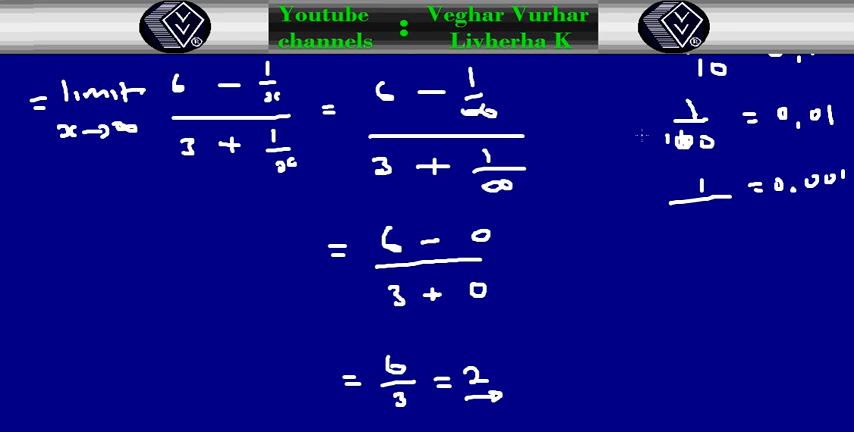 Youtube channels : Veghar Vurhar Livherha K
= limit x→∞ (6 - 1/x)/(3 + 1/x) = (6 - 1/∞)/(3 + 1/∞)
10
1/100 = 0,01
1/ = 0.001
= (6 - 0)/(3 + 0)
= 6/3 = 2